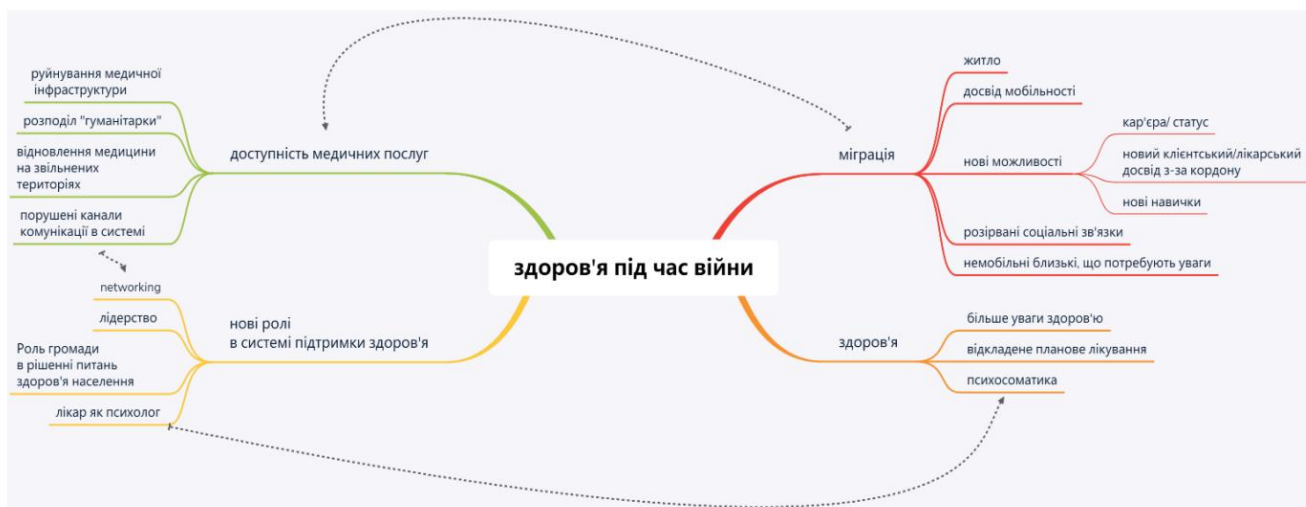 здоров'я під час війни
доступність медичних послуг
руйнування медичної
інфраструктури
розподіл "гуманітарки"
відновлення медицини
на звільнених
територіях
порушені канали
комунікації в системі
нові ролі
в системі підтримки здоров'я
networking
лідерство
Роль громади
в рішенні питань
здоров'я населення
лікар як психолог
міграція
житло
досвід мобільності
нові можливості
кар'єра/ статус
новий клієнтський/лікарський
досвід з-за кордону
нові навички
розірвані соціальні зв'язки
немобільні близькі, що потребують уваги
здоров'я
більше уваги здоров'ю
відкладене планове лікування
психосоматика